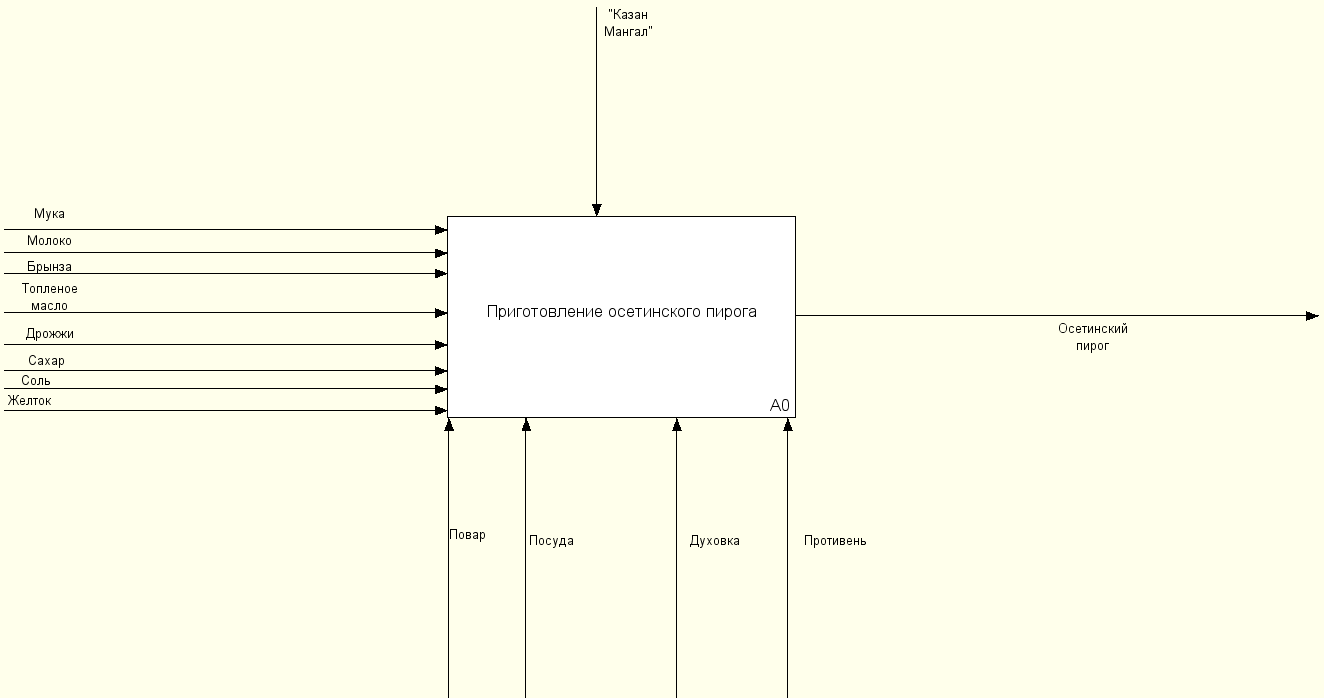 "Казан
Мангал"
Мука
Молоко
Брынза
Топленое
масло
Дрожжи
Сахар
Соль
Желток
Приготовление осетинского пирога
A0
Осетинский
пирог
Повар
Посуда
Духовка
Противень